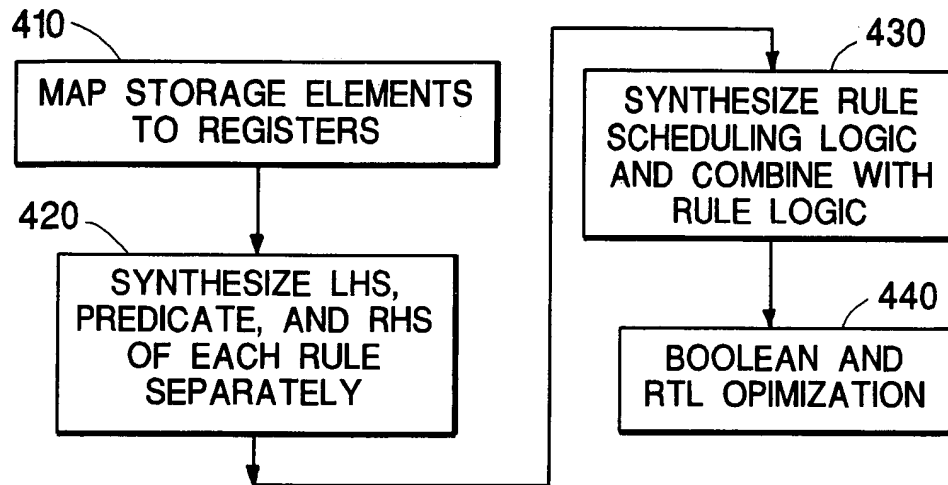 410
MAP STORAGE ELEMENTS
TO REGISTERS
420
SYNTHESIZE LHS,
PREDICATE, AND RHS
OF EACH RULE
SEPARATELY
430
SYNTHESIZE RULE
SCHEDULING LOGIC
AND COMBINE WITH
RULE LOGIC
440
BOOLEAN AND
RTL OPIMIZATION